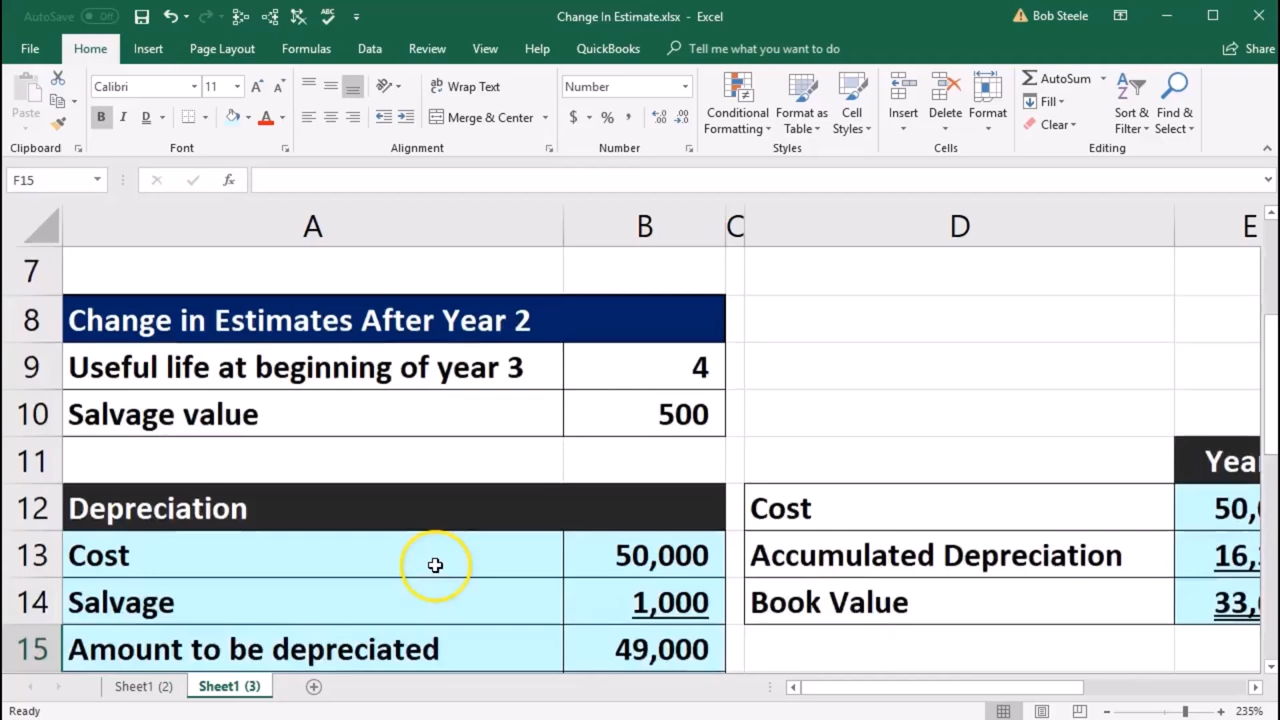 AutoSave Off Change In Estimate.xlsx - Excel Bob Steele
File Home Insert Page Layout Formulas Data Review View Help QuickBooks Tell me what you want to do Share
Paste
Calibri 11 A A
B I D A
Wrap Text
Merge & Center
Number
$ %
Conditional Formatting
Format as Table
Cell Styles
Insert Delete Format
AutoSum
Fill
Clear
Sort & Filter
Find & Select
Clipboard Font Alignment Number Styles Cells Editing
F15 fx
A B C D E
7
8 Change in Estimates After Year 2
9 Useful life at beginning of year 3 4
10 Salvage value 500
11
12 Depreciation Cost
13 Cost 50,000 Accumulated Depreciation
14 Salvage 1,000 Book Value
15 Amount to be depreciated 49,000
Sheet1 (2) Sheet1 (3)
Ready 235%